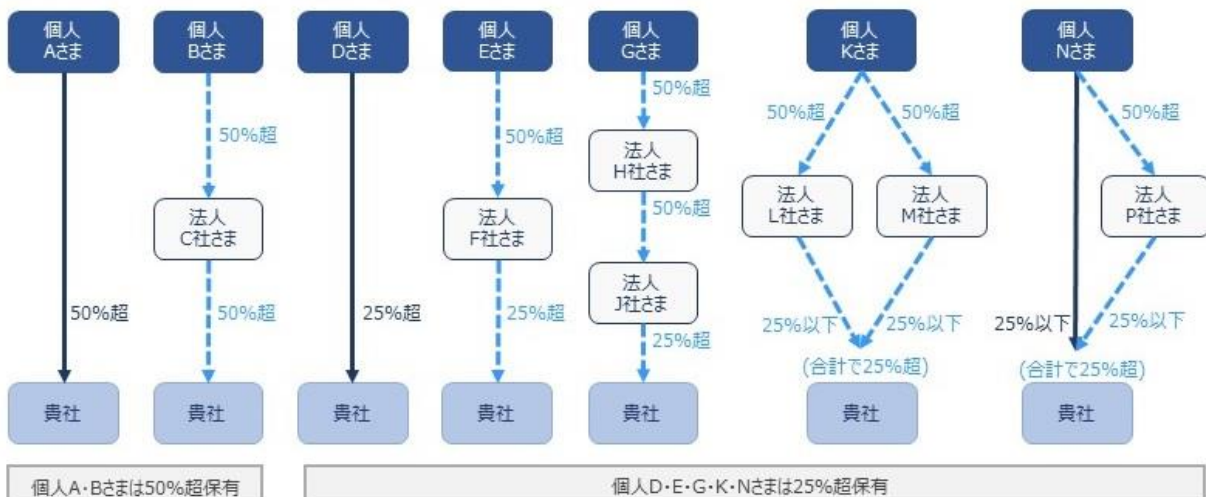 個人
Aさま
個人
Bさま
個人
Dさま
個人
Eさま
個人
Gさま
個人
Kさま
個人
Nさま
50%超
50%超
50%超
50%超
50%超
50%超
50%超
法人
H社さま
法人
L社さま
法人
M社さま
法人
P社さま
法人
C社さま
法人
F社さま
50%超
法人
J社さま
50%超
50%超
25%超
25%超
25%超
25%以下
25%以下
25%以下
25%以下
(合計で25%超)
(合計で25%超)
貴社
貴社
貴社
貴社
貴社
貴社
貴社
個人A・Bさまは50%超保有
個人D・E・G・K・Nさまは25%超保有